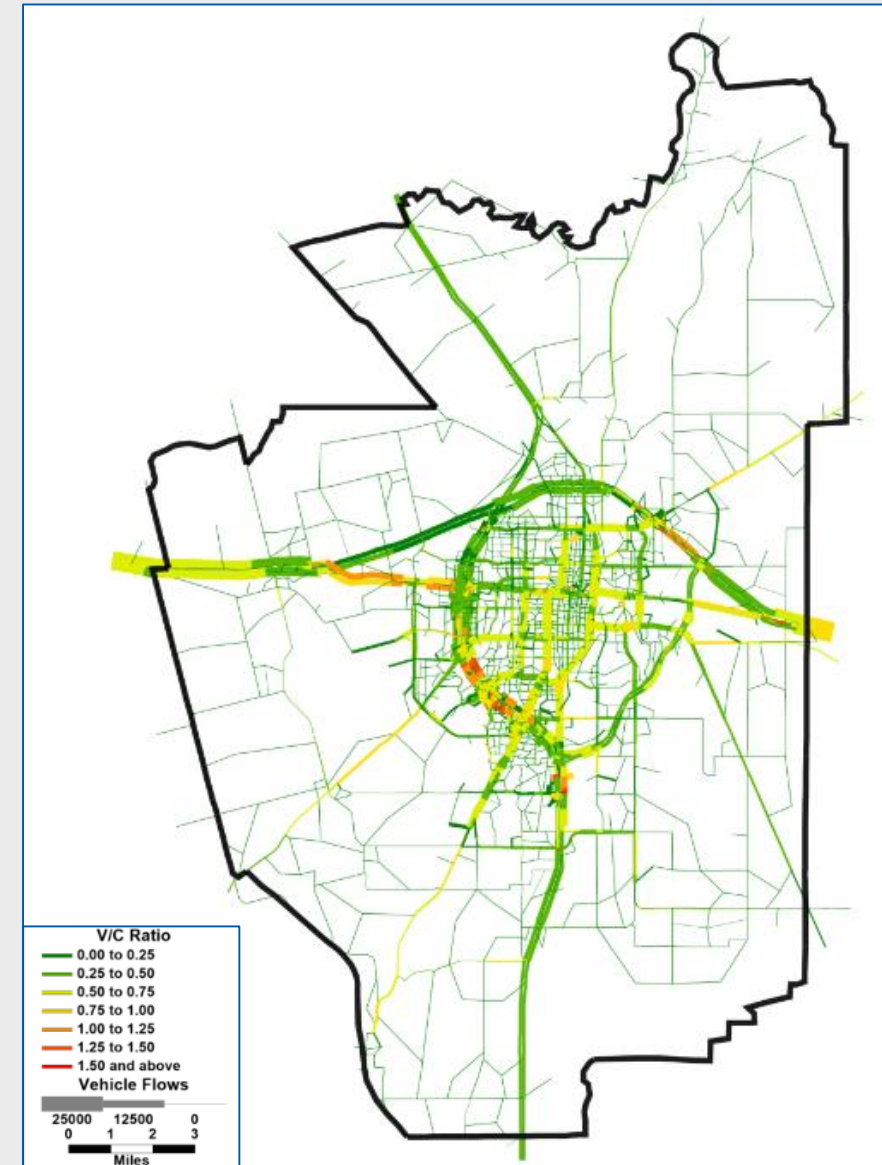 V/C Ratio
0.00 to 0.25
0.25 to 0.50
0.50 to 0.75
0.75 to 1.00
1.00 to 1.25
1.25 to 1.50
1.50 and above
Vehicle Flows
25000 12500 0
0 1 2 3
Miles